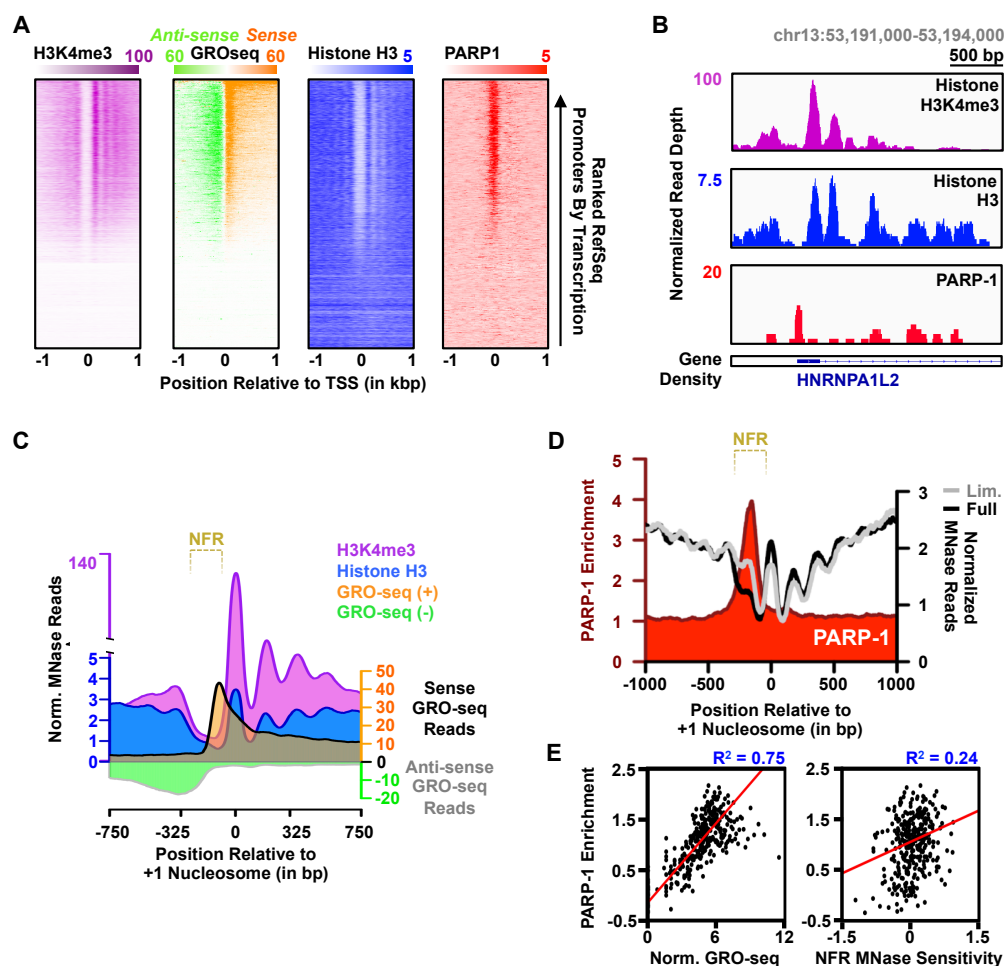 A
Anti-sense Sense
H3K4me3 GROseq Histone H3 PARP1
100 60 60 5 5
-1 0 1 -1 0 1 -1 0 1 -1 0 1
Position Relative to TSS (in kbp)
Ranked RefSeq
Promoters By Transcription
B
chr13:53,191,000-53,194,000
500 bp
Normalized Read Depth
100
Histone
H3K4me3
7.5
Histone
H3
20
PARP-1
Gene
Density
HNRNPA1L2
C
NFR
H3K4me3
Histone H3
GRO-seq (+)
GRO-seq (-)
Norm. MNase Reads
140
5
4
3
2
1
0
50
40
30
20
10
0
-10
-20
Sense
GRO-seq
Reads
Anti-sense
GRO-seq
Reads
-750 -325 0 325 750
Position Relative to
+1 Nucleosome (in bp)
D
NFR
PARP-1 Enrichment
5
4
3
2
1
0
3
2
1
0
Lim.
Full
Normalized
MNase Reads
PARP-1
-1000 -500 0 500 1000
Position Relative to
+1 Nucleosome (in bp)
E
R² = 0.75
PARP-1 Enrichment
2.5
1.5
0.5
-0.5
0 6 12
Norm. GRO-seq
R² = 0.24
2.5
1.5
0.5
-0.5
-1.5 0 1.5
NFR MNase Sensitivity